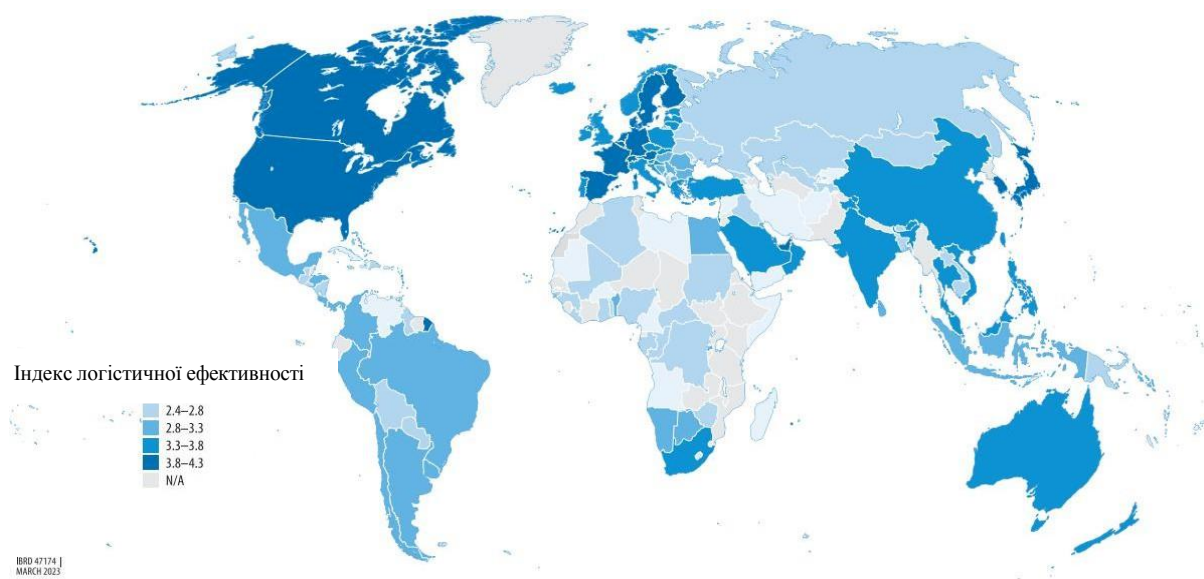 Індекс логістичної ефективності
2.4–2.8
2.8–3.3
3.3–3.8
3.8–4.3
N/A
IBRD 47174 |
MARCH 2023